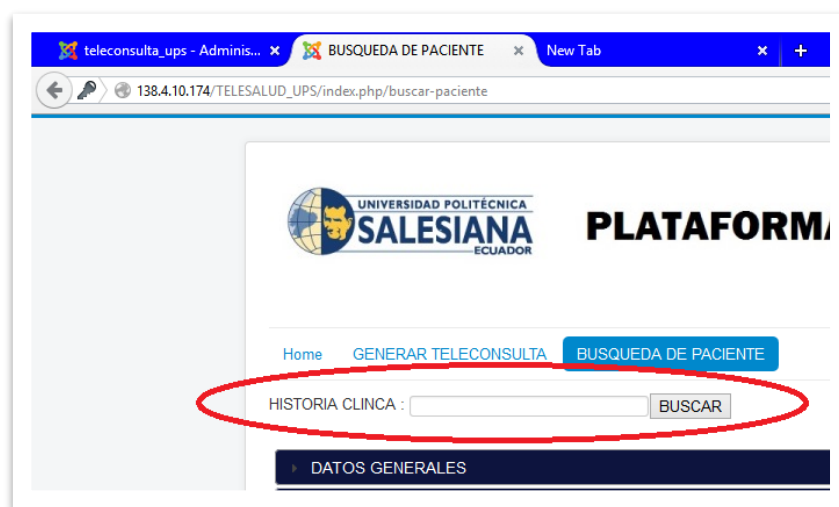 teleconsulta_ups - Adminis... × BUSQUEDA DE PACIENTE × New Tab × +
138.4.10.174/TELESALUD_UPS/index.php/buscar-paciente
UNIVERSIDAD POLITÉCNICA
SALESIANA
ECUADOR
PLATAFORMA
Home GENERAR TELECONSULTA BUSQUEDA DE PACIENTE
HISTORIA CLINCA : BUSCAR
DATOS GENERALES